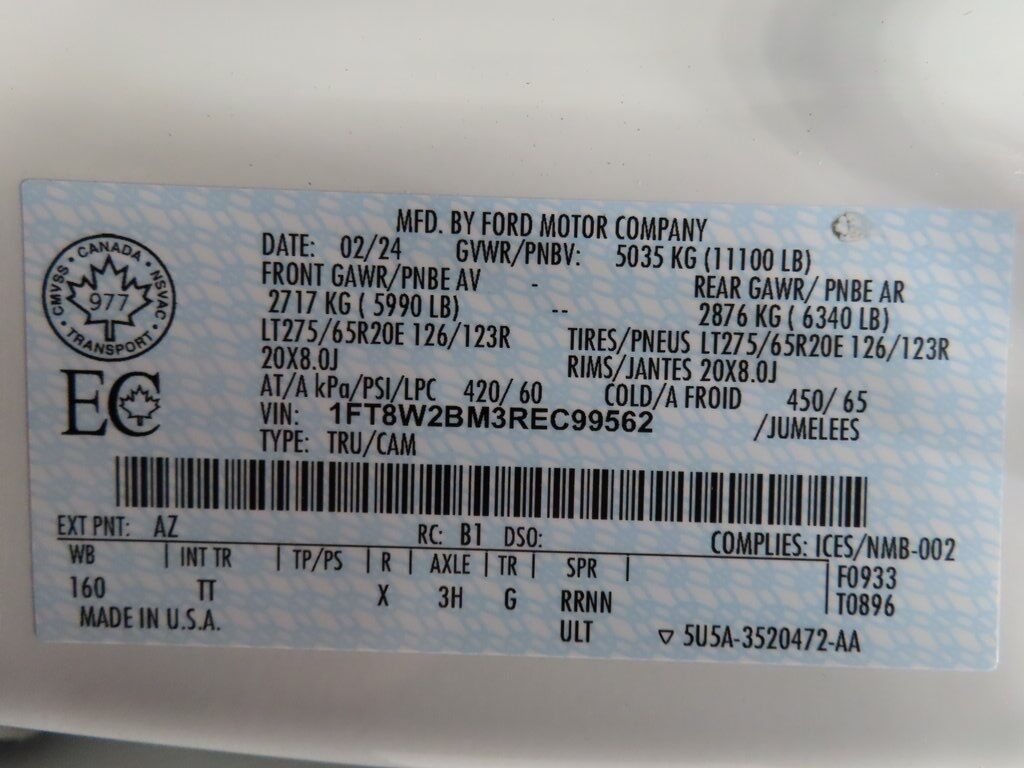 MFD. BY FORD MOTOR COMPANY
DATE: 02/24 GVWR/PNBV: 5035 KG (11100 LB)
FRONT GAWR/PNBE AV - REAR GAWR/ PNBE AR
2717 KG ( 5990 LB) -- 2876 KG ( 6340 LB)
LT275/65R20E 126/123R TIRES/PNEUS LT275/65R20E 126/123R
20X8.0J RIMS/JANTES 20X8.0J
AT/A kPa/PSI/LPC 420/ 60 COLD/A FROID 450/ 65
VIN: 1FT8W2BM3REC99562 /JUMELEES
TYPE: TRU/CAM
CANADA • NSVAC • TRANSPORT • CMVSS •
977
EC
EXT PNT: AZ RC: B1 DSO: COMPLIES: ICES/NMB-002
WB | INT TR | TP/PS | R | AXLE | TR | SPR | F0933
160 TT X 3H G RRNN T0896
MADE IN U.S.A. ULT ▽ 5U5A-3520472-AA